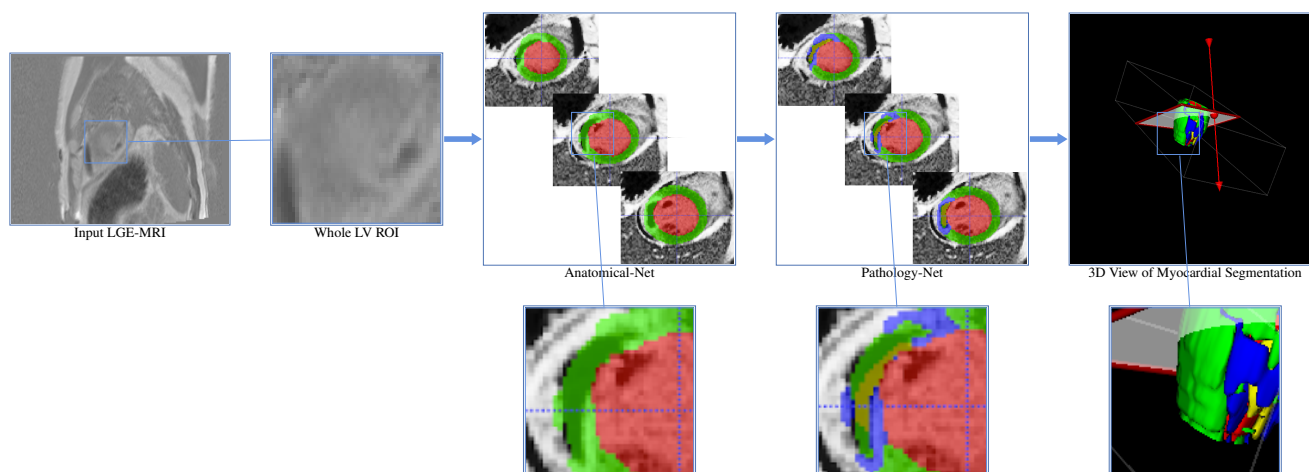 Input LGE-MRI
Whole LV ROI
Anatomical-Net
Pathology-Net
3D View of Myocardial Segmentation